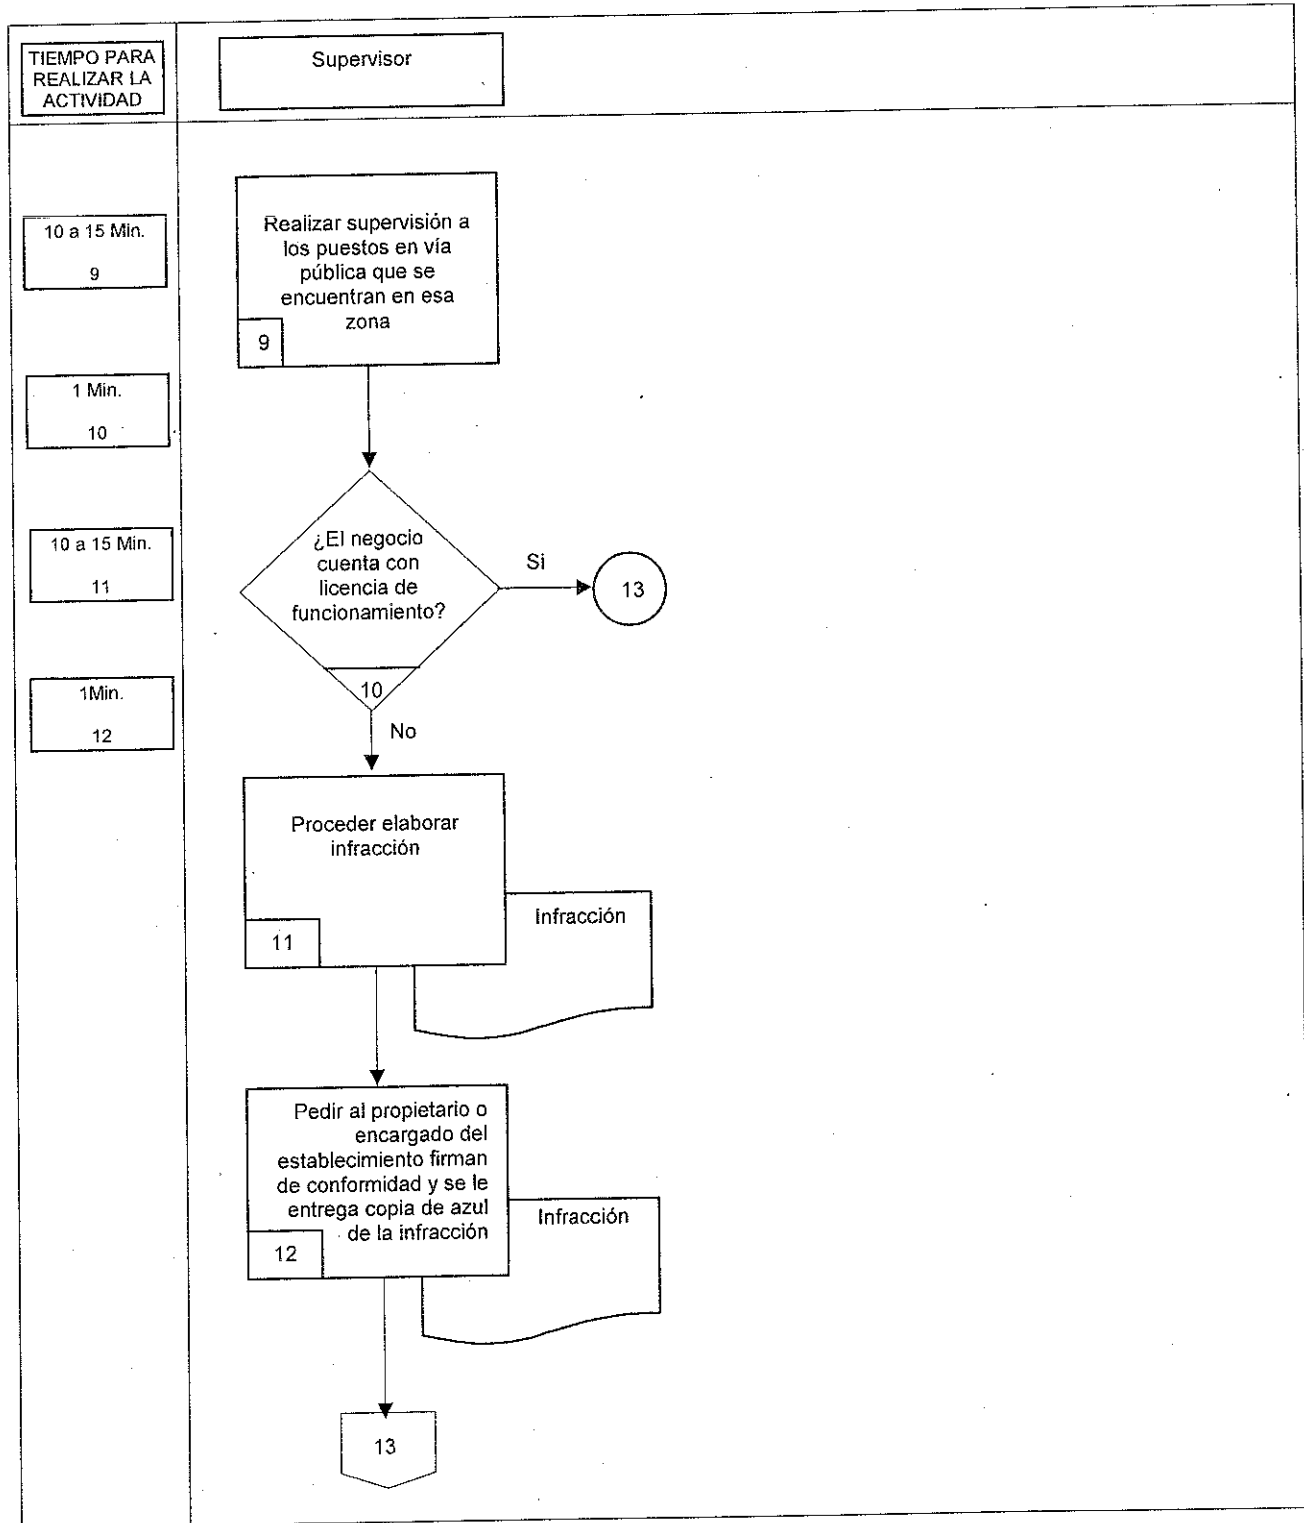 TIEMPO PARA
REALIZAR LA
ACTIVIDAD
Supervisor
10 a 15 Min.
9
1 Min.
10
10 a 15 Min.
11
1Min.
12
Realizar supervisión a
los puestos en vía
pública que se
encuentran en esa
zona
9
¿El negocio
cuenta con
licencia de
funcionamiento?
10
Si
13
No
Proceder elaborar
infracción
11
Infracción
Pedir al propietario o
encargado del
establecimiento firman
de conformidad y se le
entrega copia de azul
de la infracción
12
Infracción
13